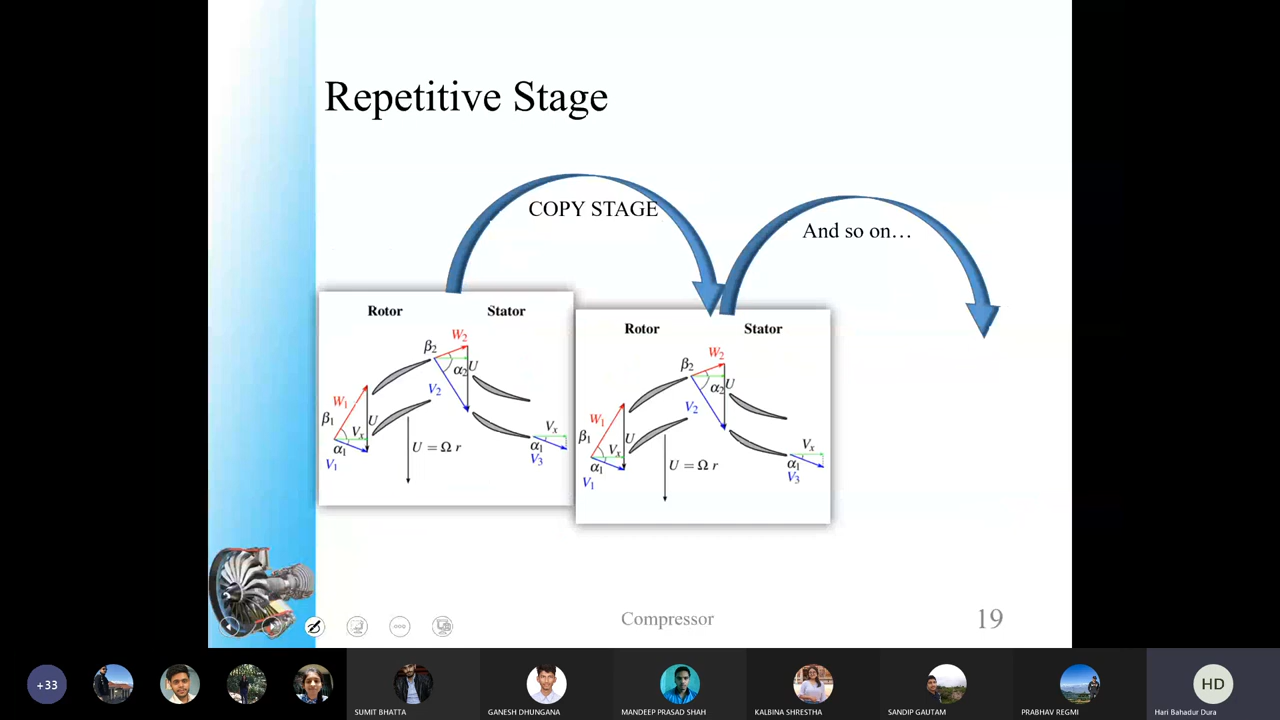 Repetitive Stage
COPY STAGE
And so on…
Rotor
Stator
W₂
β₂
α₂
U
V₂
W₁
β₁
U
Vₓ
α₁
V₁
U = Ω r
Vₓ
α₁
V₃
Rotor
Stator
W₂
β₂
α₂
U
V₂
W₁
β₁
U
Vₓ
α₁
V₁
U = Ω r
Vₓ
α₁
V₃
Compressor
19
+33
SUMIT BHATTA
GANESH DHUNGANA
MANDEEP PRASAD SHAH
KALBINA SHRESTHA
SANDIP GAUTAM
PRABHAV REGMI
HD
Hari Bahadur Dura